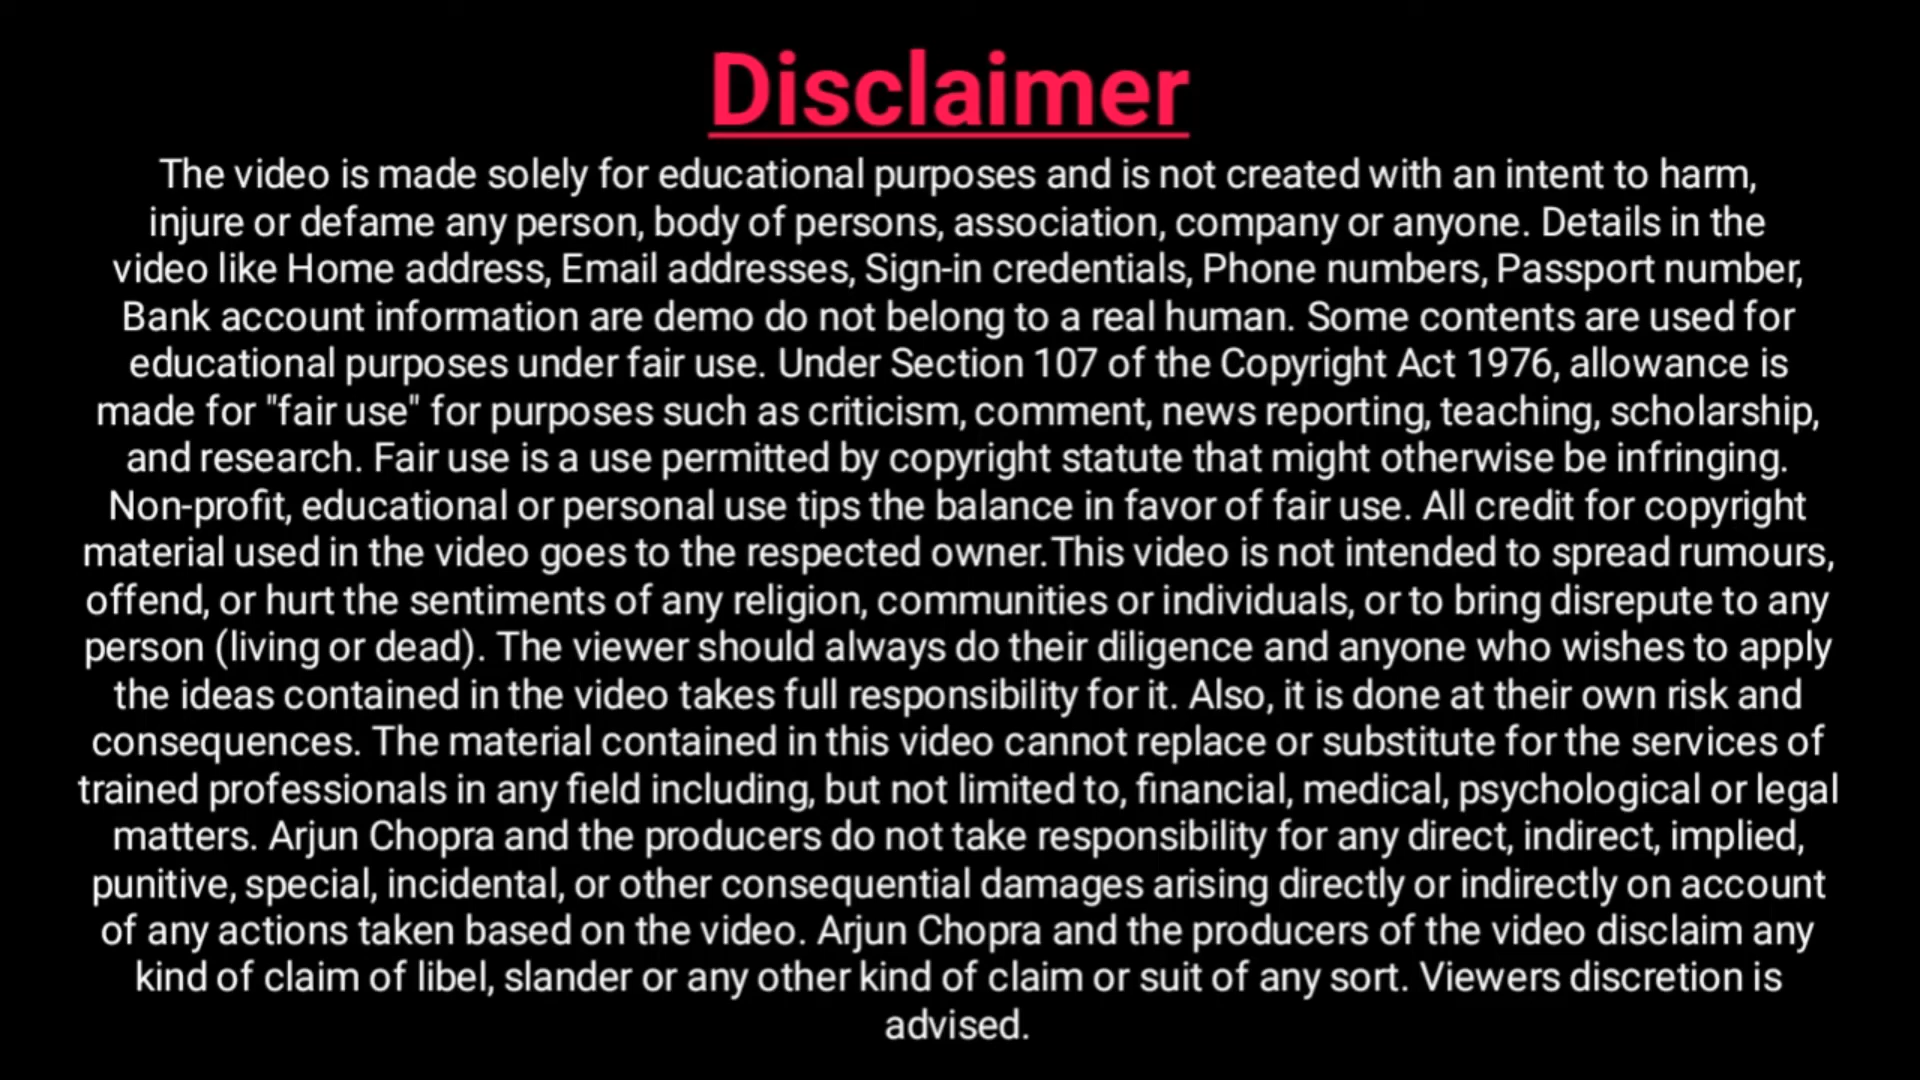 Disclaimer
The video is made solely for educational purposes and is not created with an intent to harm,
injure or defame any person, body of persons, association, company or anyone. Details in the
video like Home address, Email addresses, Sign-in credentials, Phone numbers, Passport number,
Bank account information are demo do not belong to a real human. Some contents are used for
educational purposes under fair use. Under Section 107 of the Copyright Act 1976, allowance is
made for "fair use" for purposes such as criticism, comment, news reporting, teaching, scholarship,
and research. Fair use is a use permitted by copyright statute that might otherwise be infringing.
Non-profit, educational or personal use tips the balance in favor of fair use. All credit for copyright
material used in the video goes to the respected owner.This video is not intended to spread rumours,
offend, or hurt the sentiments of any religion, communities or individuals, or to bring disrepute to any
person (living or dead). The viewer should always do their diligence and anyone who wishes to apply
the ideas contained in the video takes full responsibility for it. Also, it is done at their own risk and
consequences. The material contained in this video cannot replace or substitute for the services of
trained professionals in any field including, but not limited to, financial, medical, psychological or legal
matters. Arjun Chopra and the producers do not take responsibility for any direct, indirect, implied,
punitive, special, incidental, or other consequential damages arising directly or indirectly on account
of any actions taken based on the video. Arjun Chopra and the producers of the video disclaim any
kind of claim of libel, slander or any other kind of claim or suit of any sort. Viewers discretion is
advised.